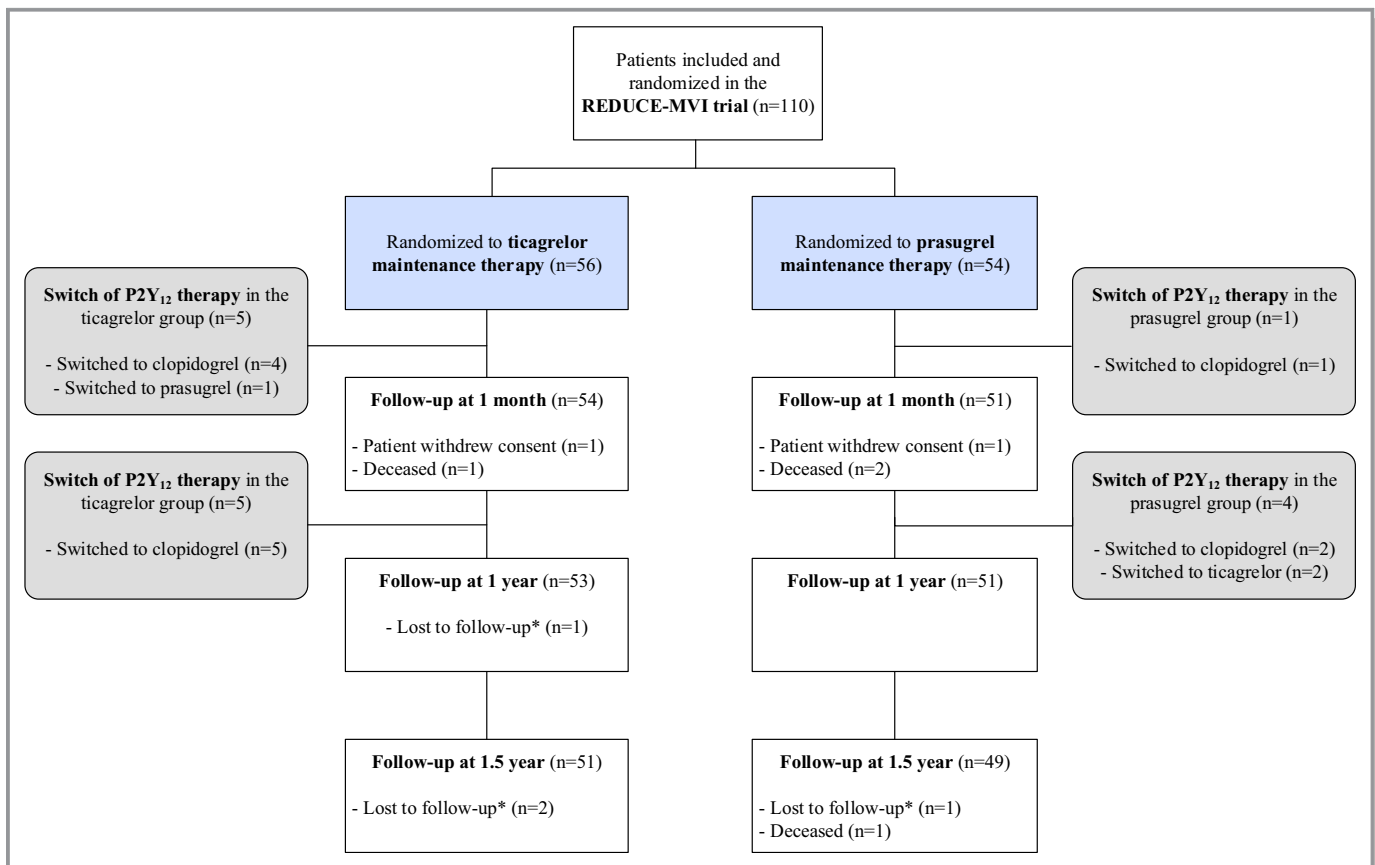 Patients included and
randomized in the
REDUCE-MVI trial (n=110)
Randomized to ticagrelor
maintenance therapy (n=56)
Randomized to prasugrel
maintenance therapy (n=54)
Switch of P2Y₁₂ therapy in the
ticagrelor group (n=5)
- Switched to clopidogrel (n=4)
- Switched to prasugrel (n=1)
Switch of P2Y₁₂ therapy in the
prasugrel group (n=1)
- Switched to clopidogrel (n=1)
Follow-up at 1 month (n=54)
- Patient withdrew consent (n=1)
- Deceased (n=1)
Follow-up at 1 month (n=51)
- Patient withdrew consent (n=1)
- Deceased (n=2)
Switch of P2Y₁₂ therapy in the
ticagrelor group (n=5)
- Switched to clopidogrel (n=5)
Switch of P2Y₁₂ therapy in the
prasugrel group (n=4)
- Switched to clopidogrel (n=2)
- Switched to ticagrelor (n=2)
Follow-up at 1 year (n=53)
- Lost to follow-up* (n=1)
Follow-up at 1 year (n=51)
Follow-up at 1.5 year (n=51)
- Lost to follow-up* (n=2)
Follow-up at 1.5 year (n=49)
- Lost to follow-up* (n=1)
- Deceased (n=1)